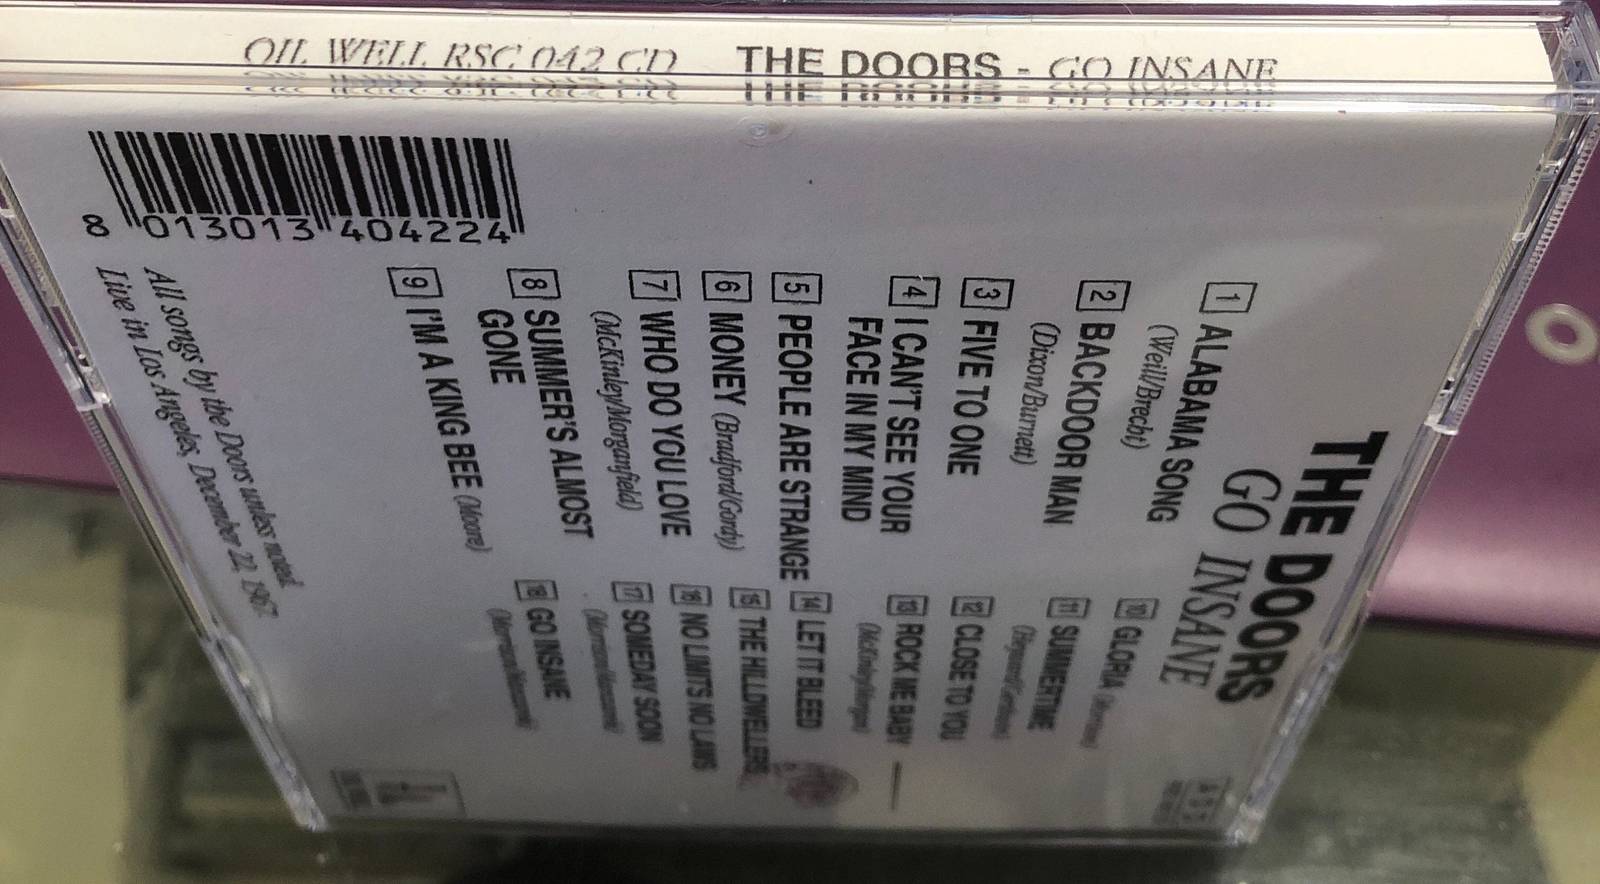 OIL WELL RSC 042 CD THE DOORS - GO INSANE
8 013013 404224
THE DOORS
GO INSANE
1 ALABAMA SONG
(Weill/Brecht)
2 BACKDOOR MAN
(Dixon/Burnett)
3 FIVE TO ONE
4 I CAN'T SEE YOUR
FACE IN MY MIND
5 PEOPLE ARE STRANGE
6 MONEY (Bradford/Gordy)
7 WHO DO YOU LOVE
(McKinley/Morganfield)
8 SUMMER'S ALMOST
GONE
9 I'M A KING BEE (Moore)
10 GLORIA
11 SUMMERTIME
12 CLOSE TO YOU
13 ROCK ME BABY
14 LET IT BLEED
15 THE HILLDWELLERS
16 NO LIMITS NO LAWS
17 SOMEDAY SOON
18 GO INSANE
All songs by the Doors unless noted.
Live in Los Angeles, December 22, 1967.